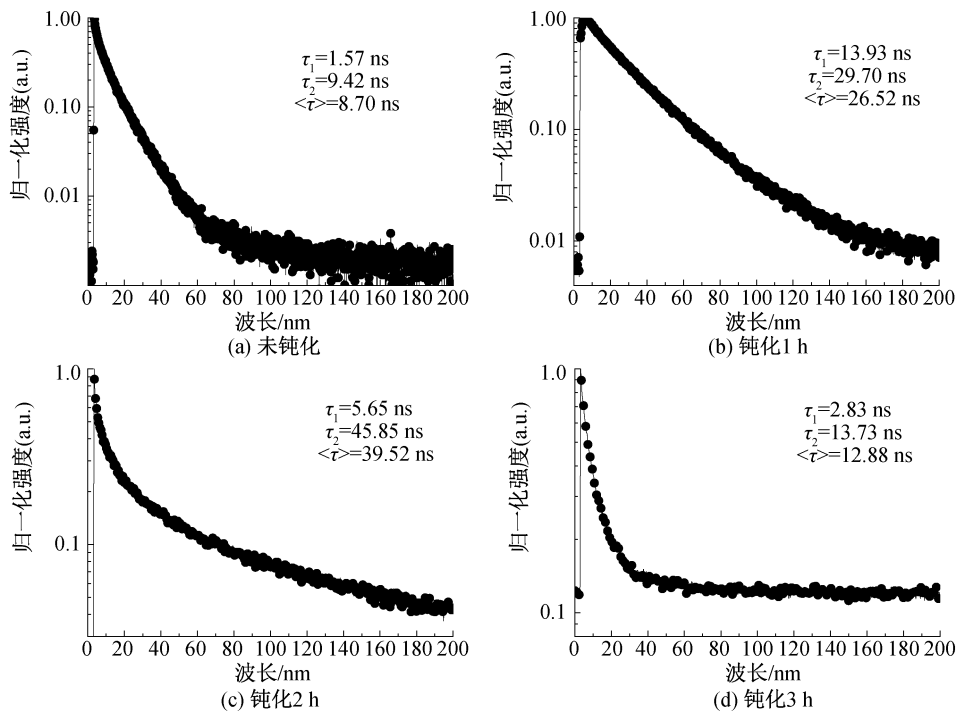 1.00
0.10
0.01
归一化强度(a.u.)
τ1=1.57 ns
τ2=9.42 ns
<τ>=8.70 ns
0 20 40 60 80 100 120 140 160 180 200
波长/nm
(a) 未钝化
1.00
0.10
0.01
归一化强度(a.u.)
τ1=13.93 ns
τ2=29.70 ns
<τ>=26.52 ns
0 20 40 60 80 100 120 140 160 180 200
波长/nm
(b) 钝化1 h
1.0
0.1
归一化强度(a.u.)
τ1=5.65 ns
τ2=45.85 ns
<τ>=39.52 ns
0 20 40 60 80 100 120 140 160 180 200
波长/nm
(c) 钝化2 h
1.0
0.1
归一化强度(a.u.)
τ1=2.83 ns
τ2=13.73 ns
<τ>=12.88 ns
0 20 40 60 80 100 120 140 160 180 200
波长/nm
(d) 钝化3 h